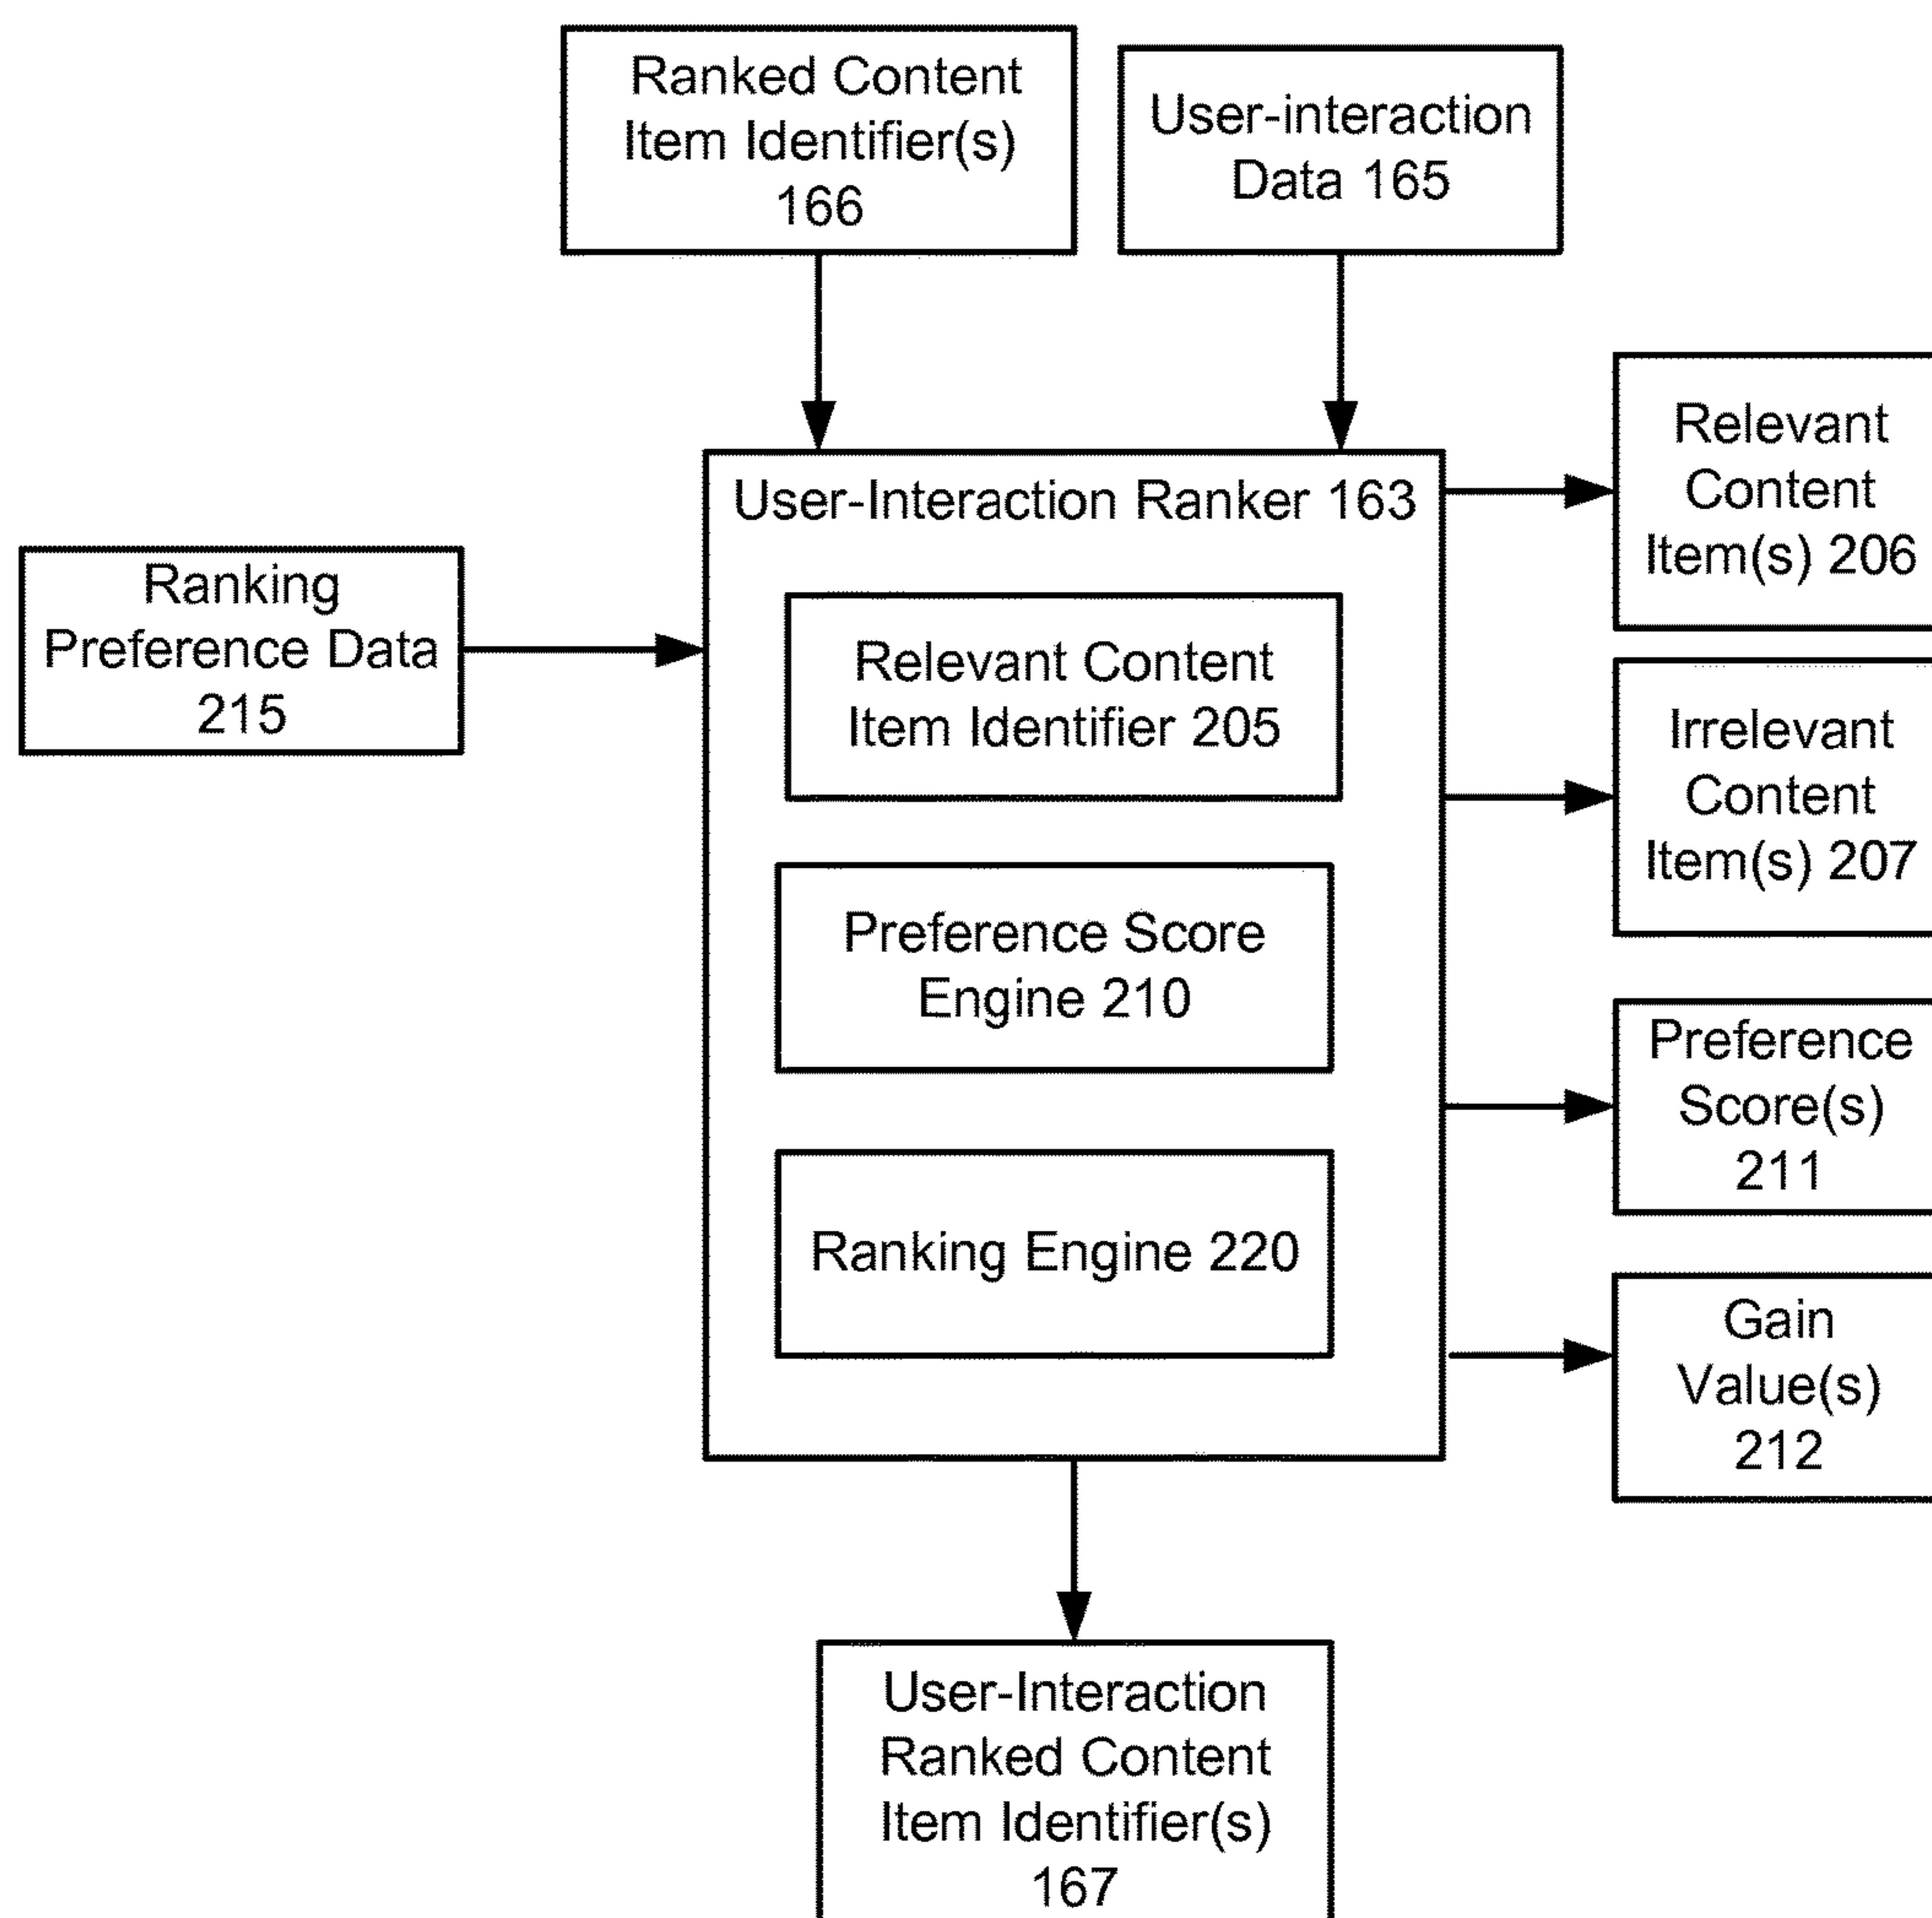 Ranked Content
Item Identifier(s)
166
User-interaction
Data 165
Ranking
Preference Data
215
User-Interaction Ranker 163
Relevant Content
Item Identifier 205
Preference Score
Engine 210
Ranking Engine 220
Relevant
Content
Item(s) 206
Irrelevant
Content
Item(s) 207
Preference
Score(s)
211
Gain
Value(s)
212
User-Interaction
Ranked Content
Item Identifier(s)
167